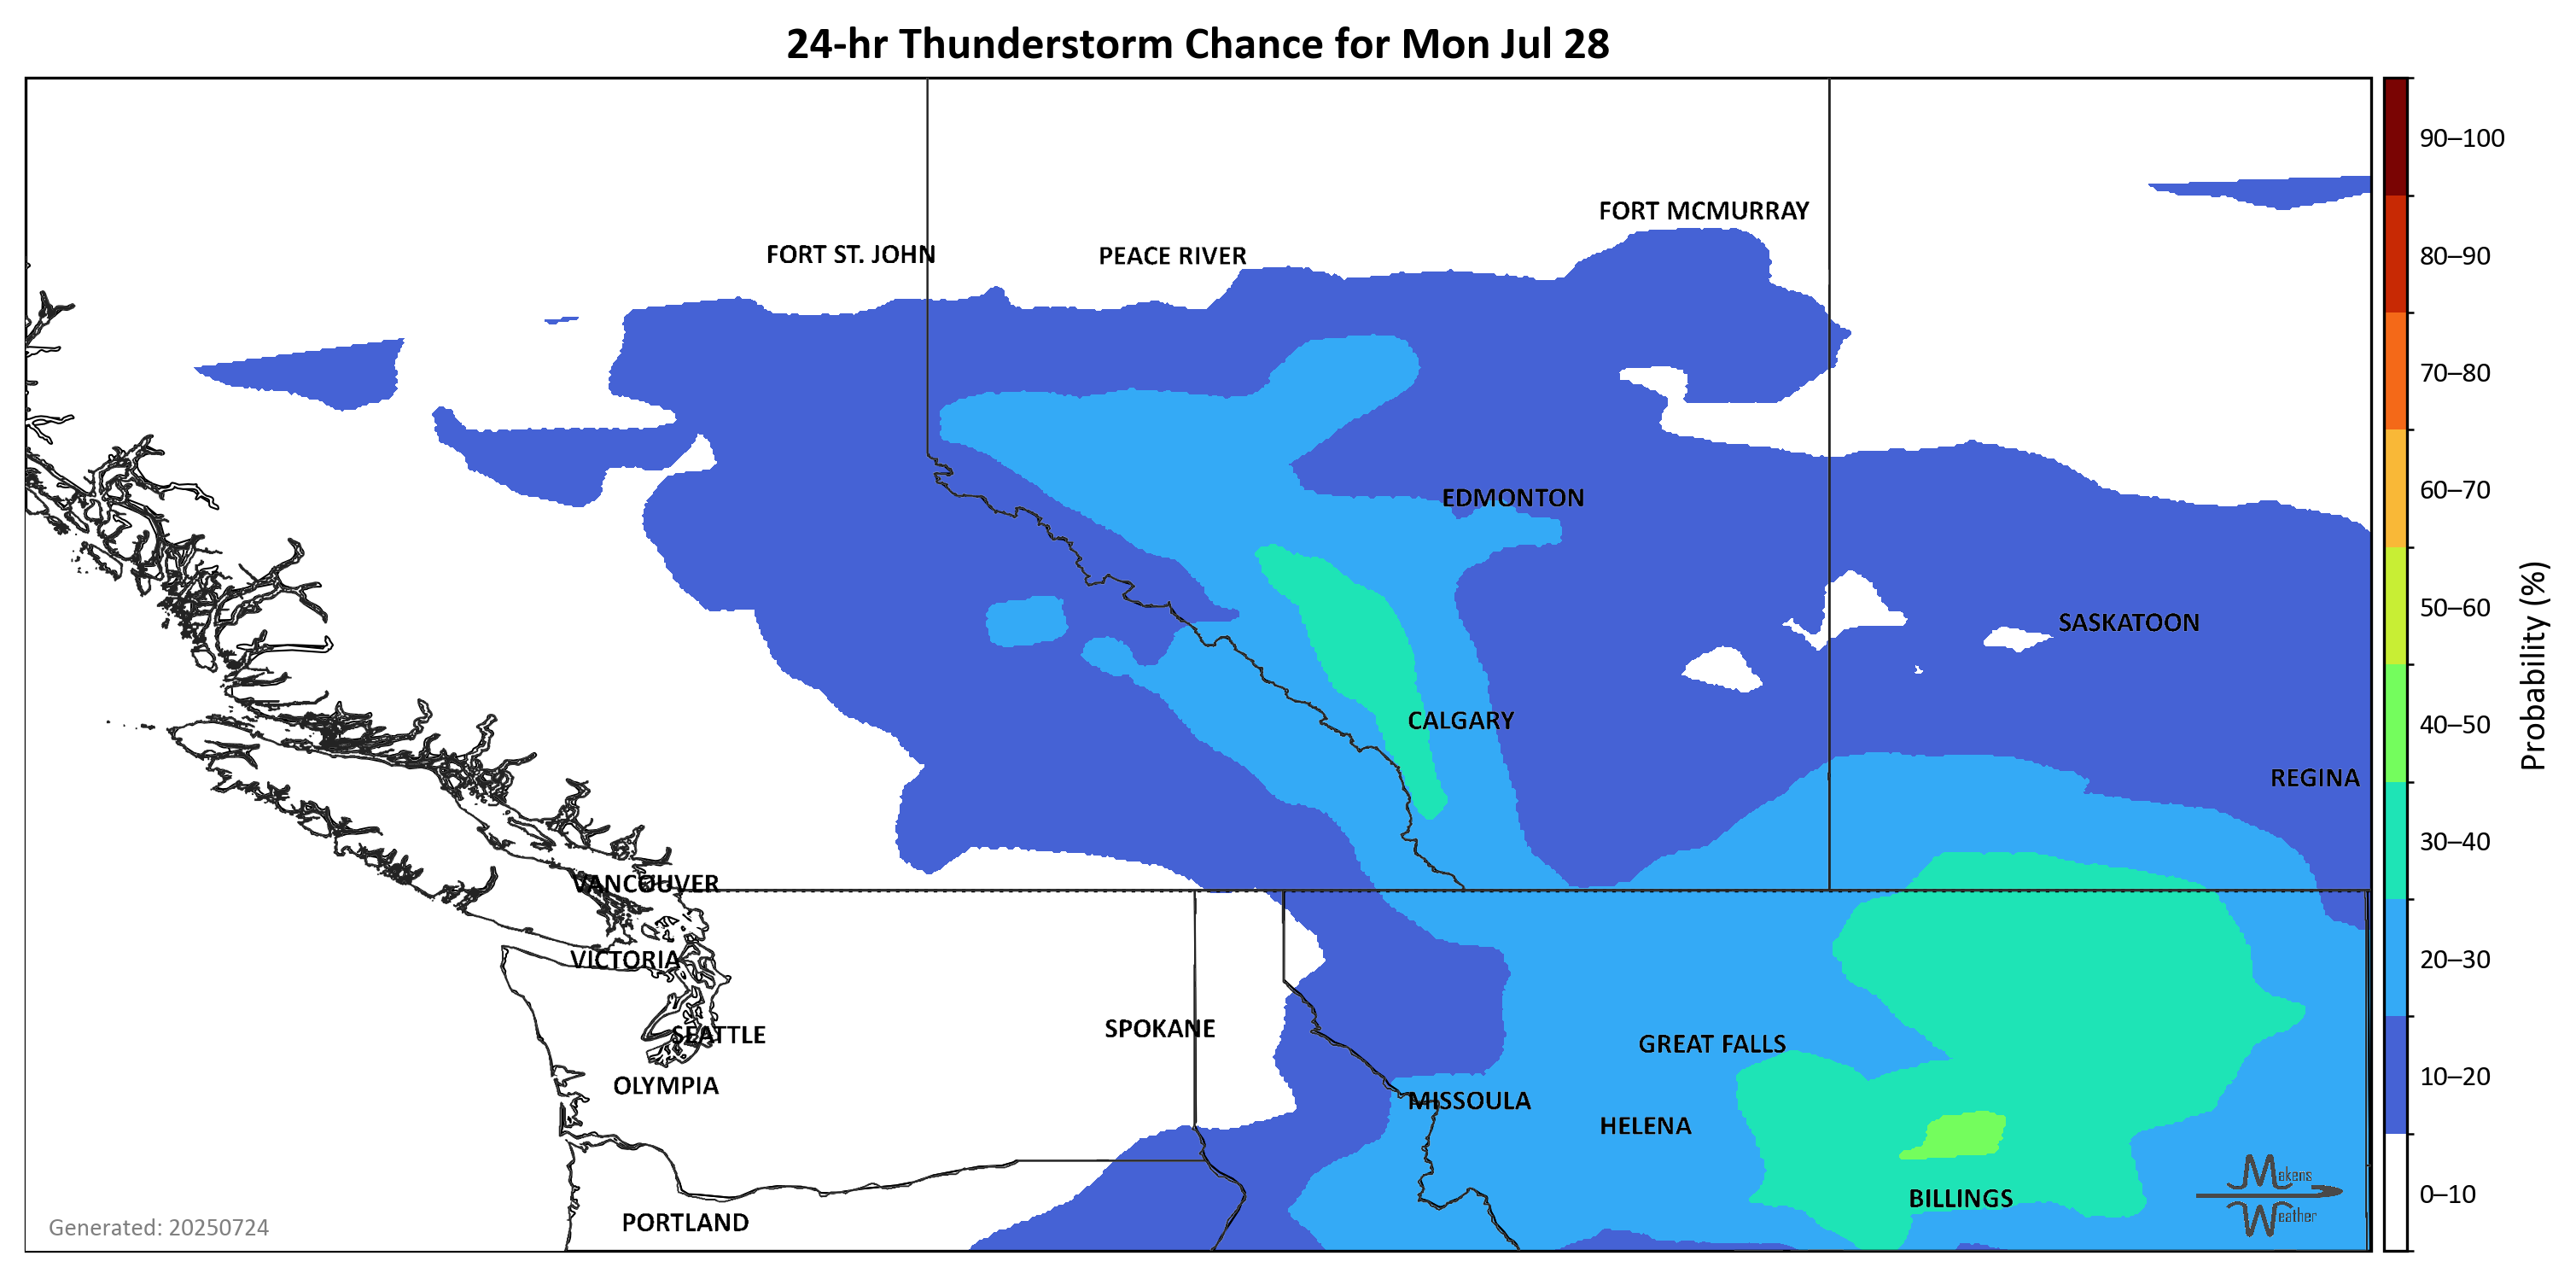 24-hr Thunderstorm Chance for Mon Jul 28
90–100
FORT MCMURRAY
FORT ST. JOHN
PEACE RIVER
80–90
70–80
EDMONTON
60–70
SASKATOON
50–60
CALGARY
40–50
Probability (%)
REGINA
30–40
VANCOUVER
VICTORIA
20–30
SEATTLE
SPOKANE
GREAT FALLS
OLYMPIA
MISSOULA
10–20
HELENA
Makens
Weather
BILLINGS
0–10
PORTLAND
Generated: 20250724